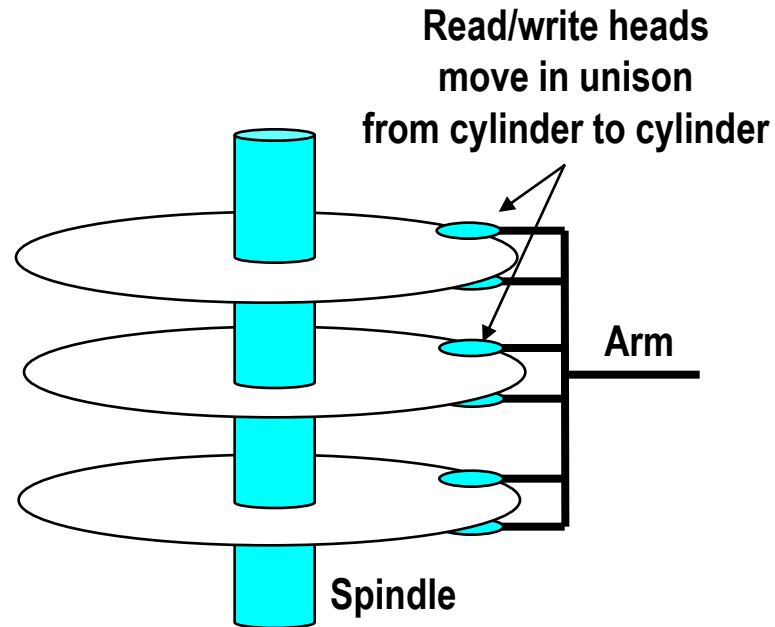 Read/write heads
move in unison
from cylinder to cylinder
Arm
Spindle